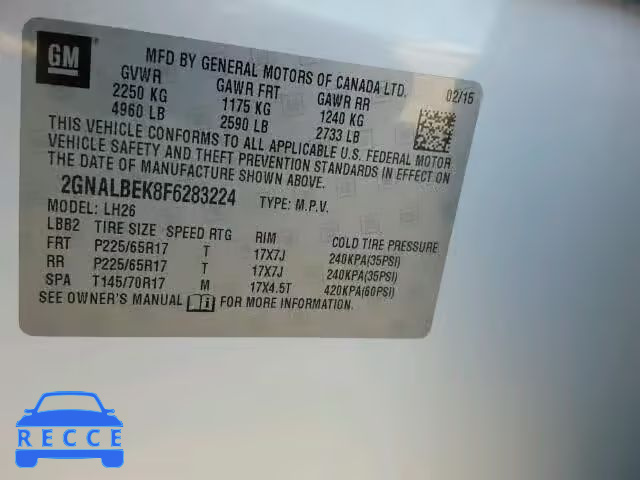 GM
MFD BY GENERAL MOTORS OF CANADA LTD.
GVWR GAWR FRT GAWR RR 02/15
2250 KG 1175 KG 1240 KG
4960 LB 2590 LB 2733 LB
THIS VEHICLE CONFORMS TO ALL APPLICABLE U.S. FEDERAL MOTOR
VEHICLE SAFETY AND THEFT PREVENTION STANDARDS IN EFFECT ON
THE DATE OF MANUFACTURE SHOWN ABOVE.
2GNALBEK8F6283224 TYPE: M.P.V.
MODEL: LH26
LBB2 TIRE SIZE SPEED RTG RIM COLD TIRE PRESSURE
FRT P225/65R17 T 17X7J 240KPA(35PSI)
RR P225/65R17 T 17X7J 240KPA(35PSI)
SPA T145/70R17 M 17X4.5T 420KPA(60PSI)
SEE OWNER'S MANUAL FOR MORE INFORMATION.
RECCE